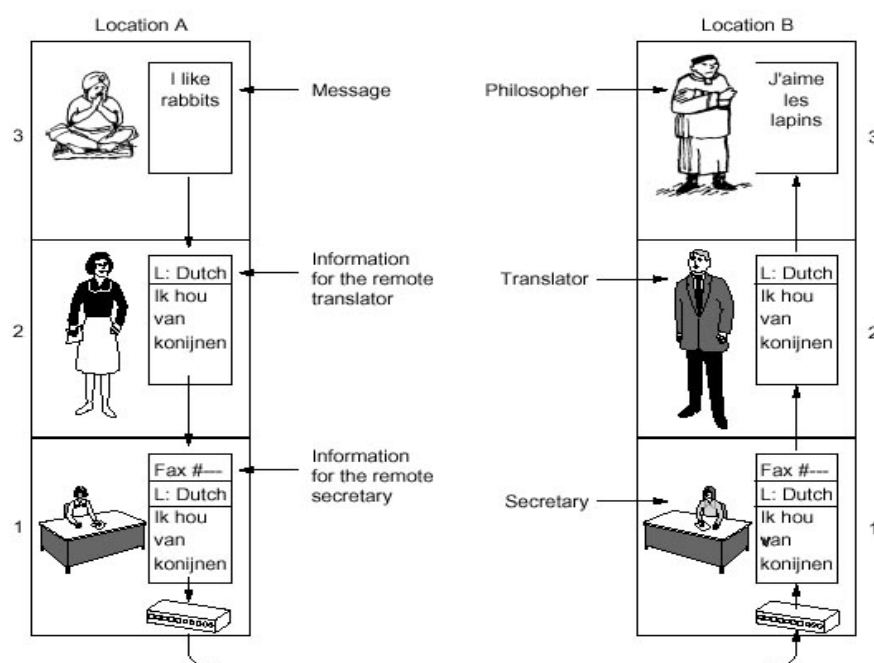 Location A
Location B
I like
rabbits
Message
Philosopher
J'aime
les
lapins
3
3
L: Dutch
Ik hou
van
konijnen
Information
for the remote
translator
Translator
L: Dutch
Ik hou
van
konijnen
2
2
Fax #---
L: Dutch
Ik hou
van
konijnen
Information
for the remote
secretary
Secretary
Fax #---
L: Dutch
Ik hou
van
konijnen
1
1